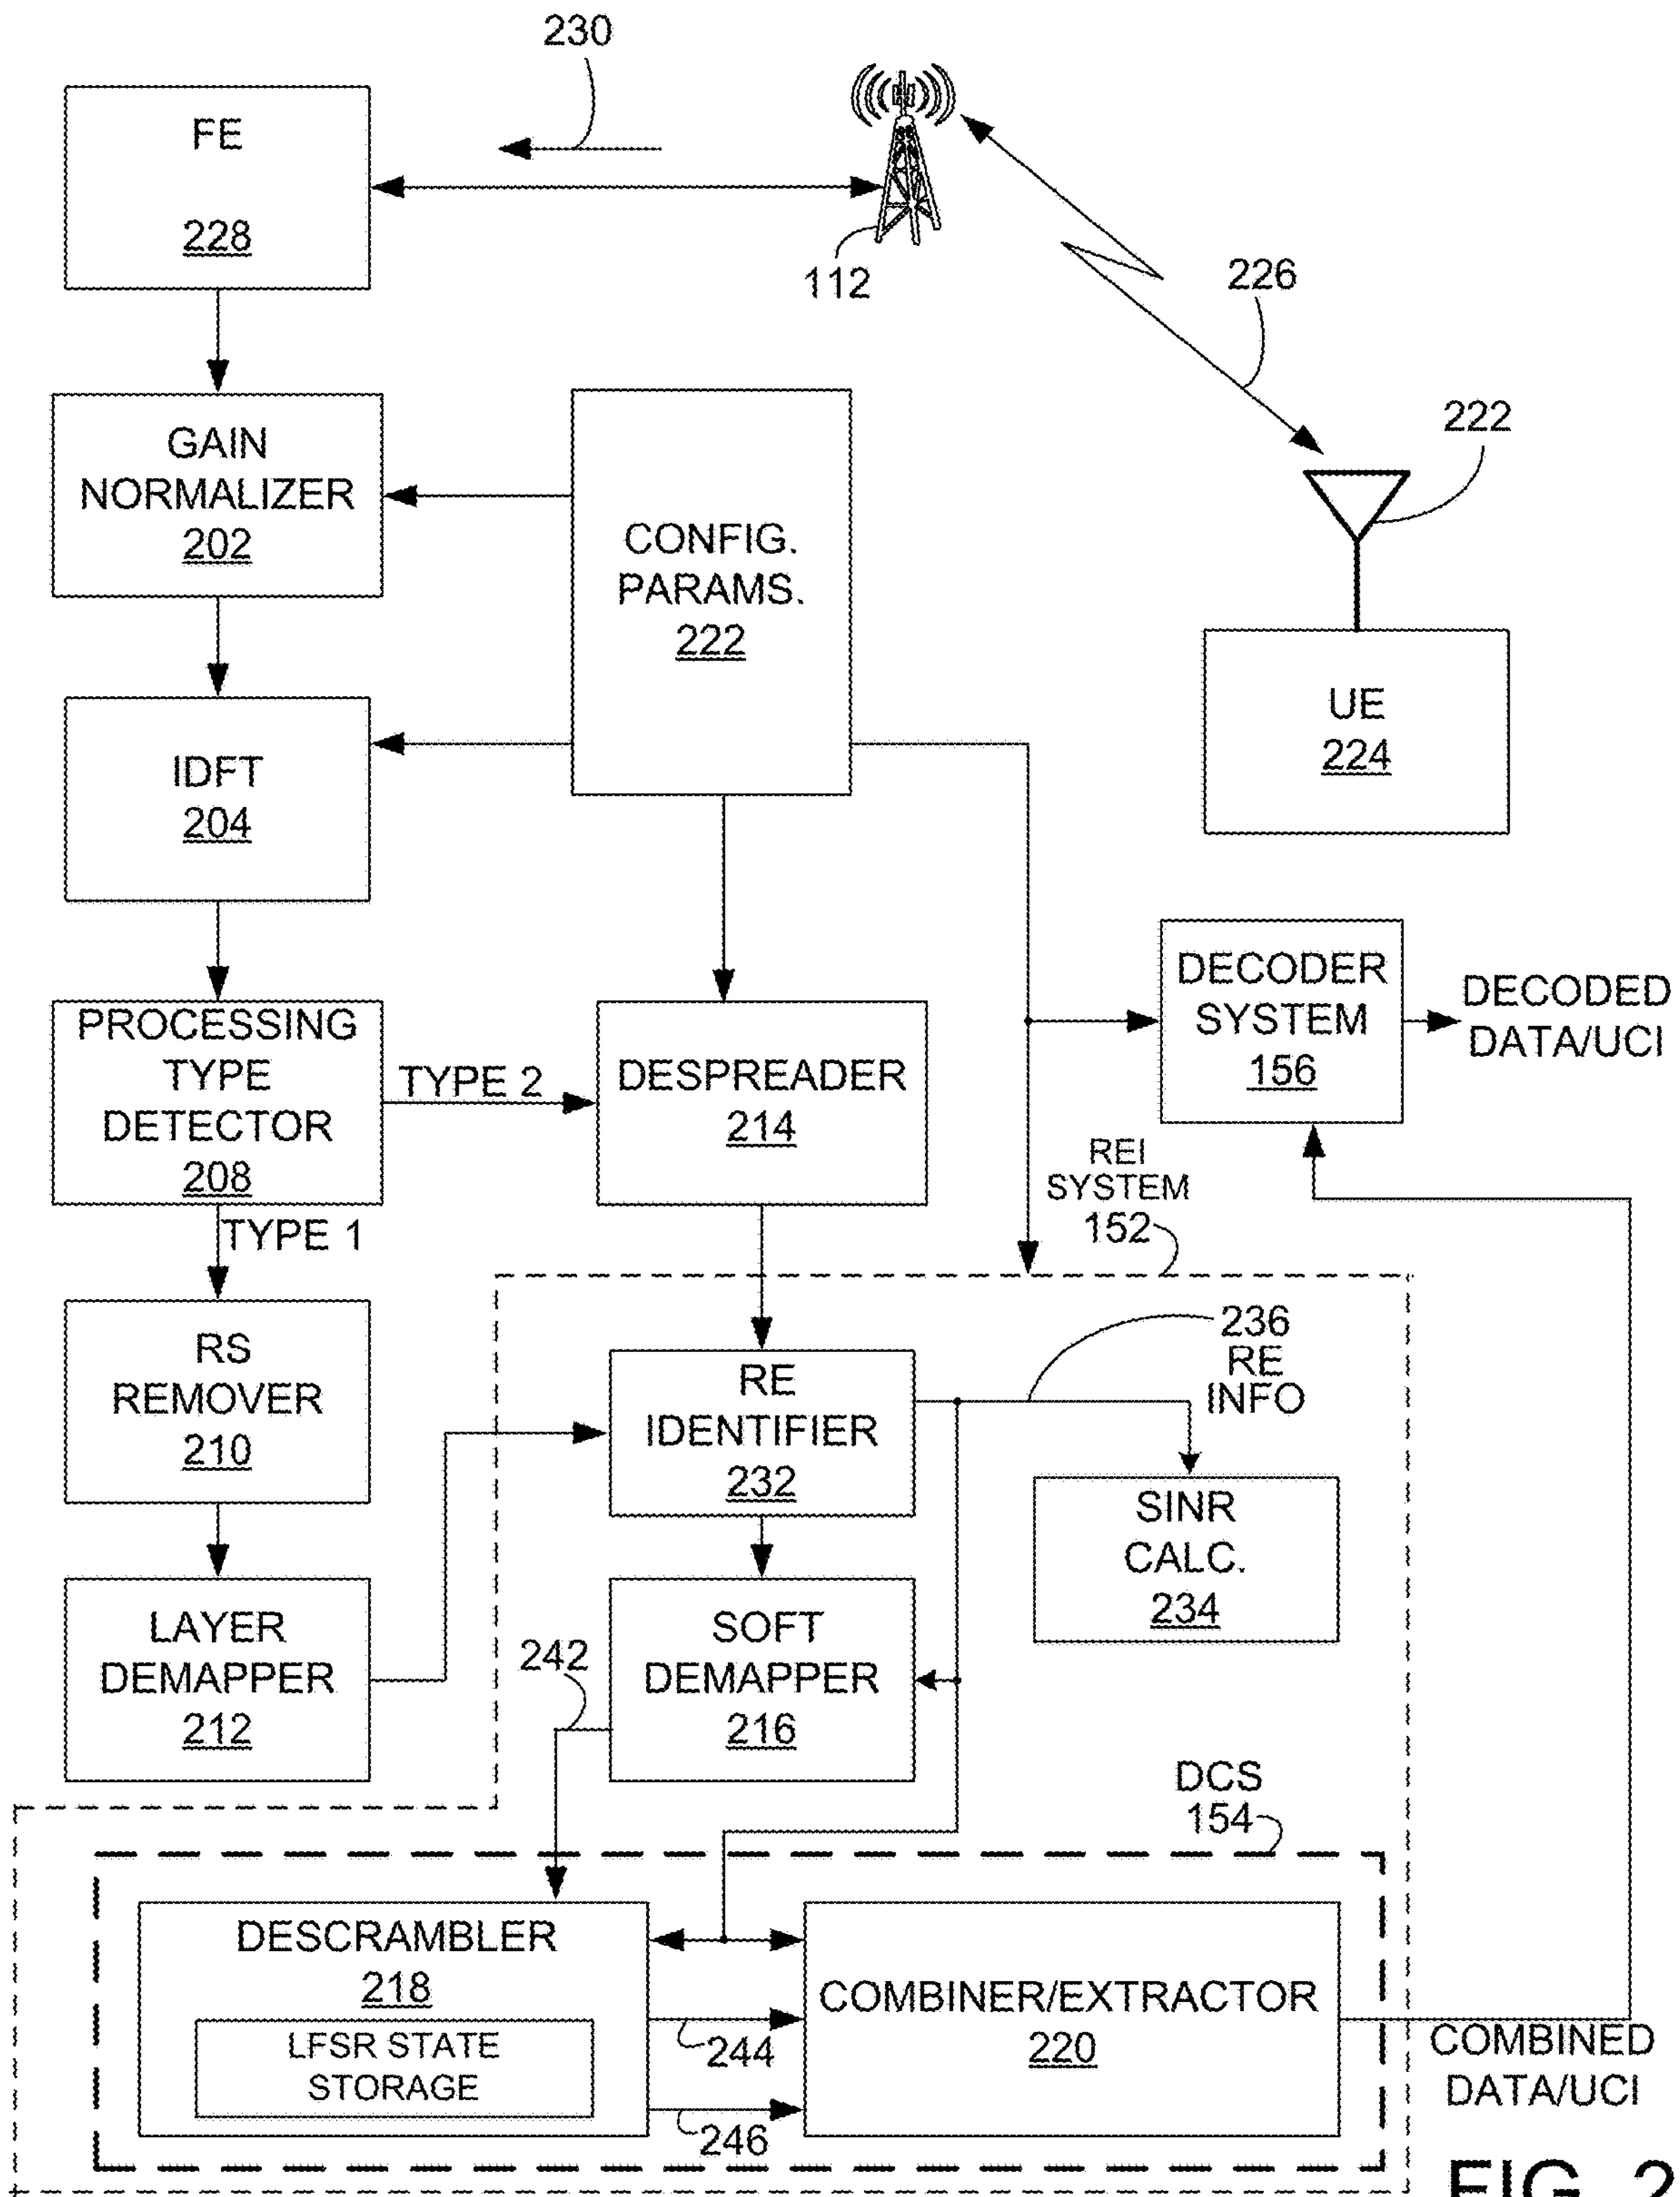 230
FE
228
112
226
222
GAIN
NORMALIZER
202
CONFIG.
PARAMS.
222
UE
224
IDFT
204
PROCESSING
TYPE
DETECTOR
208
TYPE 2
DESPREADER
214
DECODER
SYSTEM
156
DECODED
DATA/UCI
REI
SYSTEM
152
TYPE 1
RS
REMOVER
210
RE
IDENTIFIER
232
236
RE
INFO
SINR
CALC.
234
LAYER
DEMAPPER
212
242
SOFT
DEMAPPER
216
DCS
154
DESCRAMBLER
218
LFSR STATE
STORAGE
244
246
COMBINER/EXTRACTOR
220
COMBINED
DATA/UCI
FIG. 2